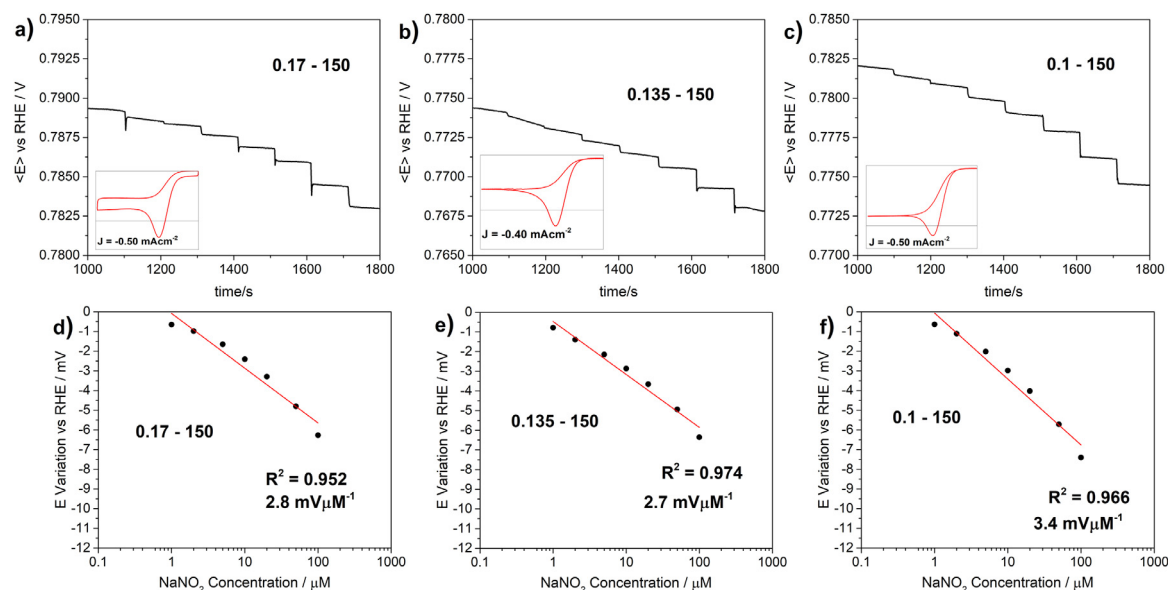 a)
0.17 - 150
<E> vs RHE / V
0.7950
0.7925
0.7900
0.7875
0.7850
0.7825
0.7800
J = -0.50 mAcm⁻²
1000 1200 1400 1600 1800
time/s
b)
0.135 - 150
<E> vs RHE / V
0.7825
0.7800
0.7775
0.7750
0.7725
0.7700
0.7675
0.7650
J = -0.40 mAcm⁻²
1000 1200 1400 1600 1800
time/s
c)
0.1 - 150
<E> vs RHE / V
0.7850
0.7825
0.7800
0.7775
0.7750
0.7725
0.7700
J = -0.50 mAcm⁻²
1000 1200 1400 1600 1800
time/s
d)
E Variation vs RHE / mV
0
-1
-2
-3
-4
-5
-6
-7
-8
-9
-10
-11
-12
0.17 - 150
R² = 0.952
2.8 mVμM⁻¹
0.1 1 10 100 1000
NaNO₂ Concentration / μM
e)
E Variation vs RHE / mV
0
-1
-2
-3
-4
-5
-6
-7
-8
-9
-10
-11
-12
0.135 - 150
R² = 0.974
2.7 mVμM⁻¹
0.1 1 10 100 1000
NaNO₂ Concentration / μM
f)
E Variation vs RHE / mV
0
-1
-2
-3
-4
-5
-6
-7
-8
-9
-10
-11
-12
0.1 - 150
R² = 0.966
3.4 mVμM⁻¹
0.1 1 10 100 1000
NaNO₂ Concentration / μM